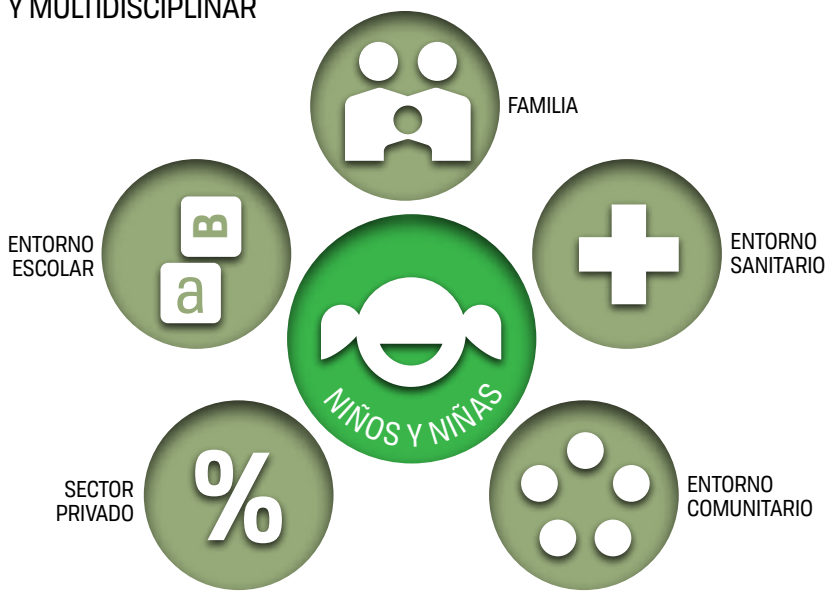 Y MULTIDISCIPLINAR
FAMILIA
ENTORNO
ESCOLAR
B
a
ENTORNO
SANITARIO
NIÑOS Y NIÑAS
SECTOR
PRIVADO
%
ENTORNO
COMUNITARIO